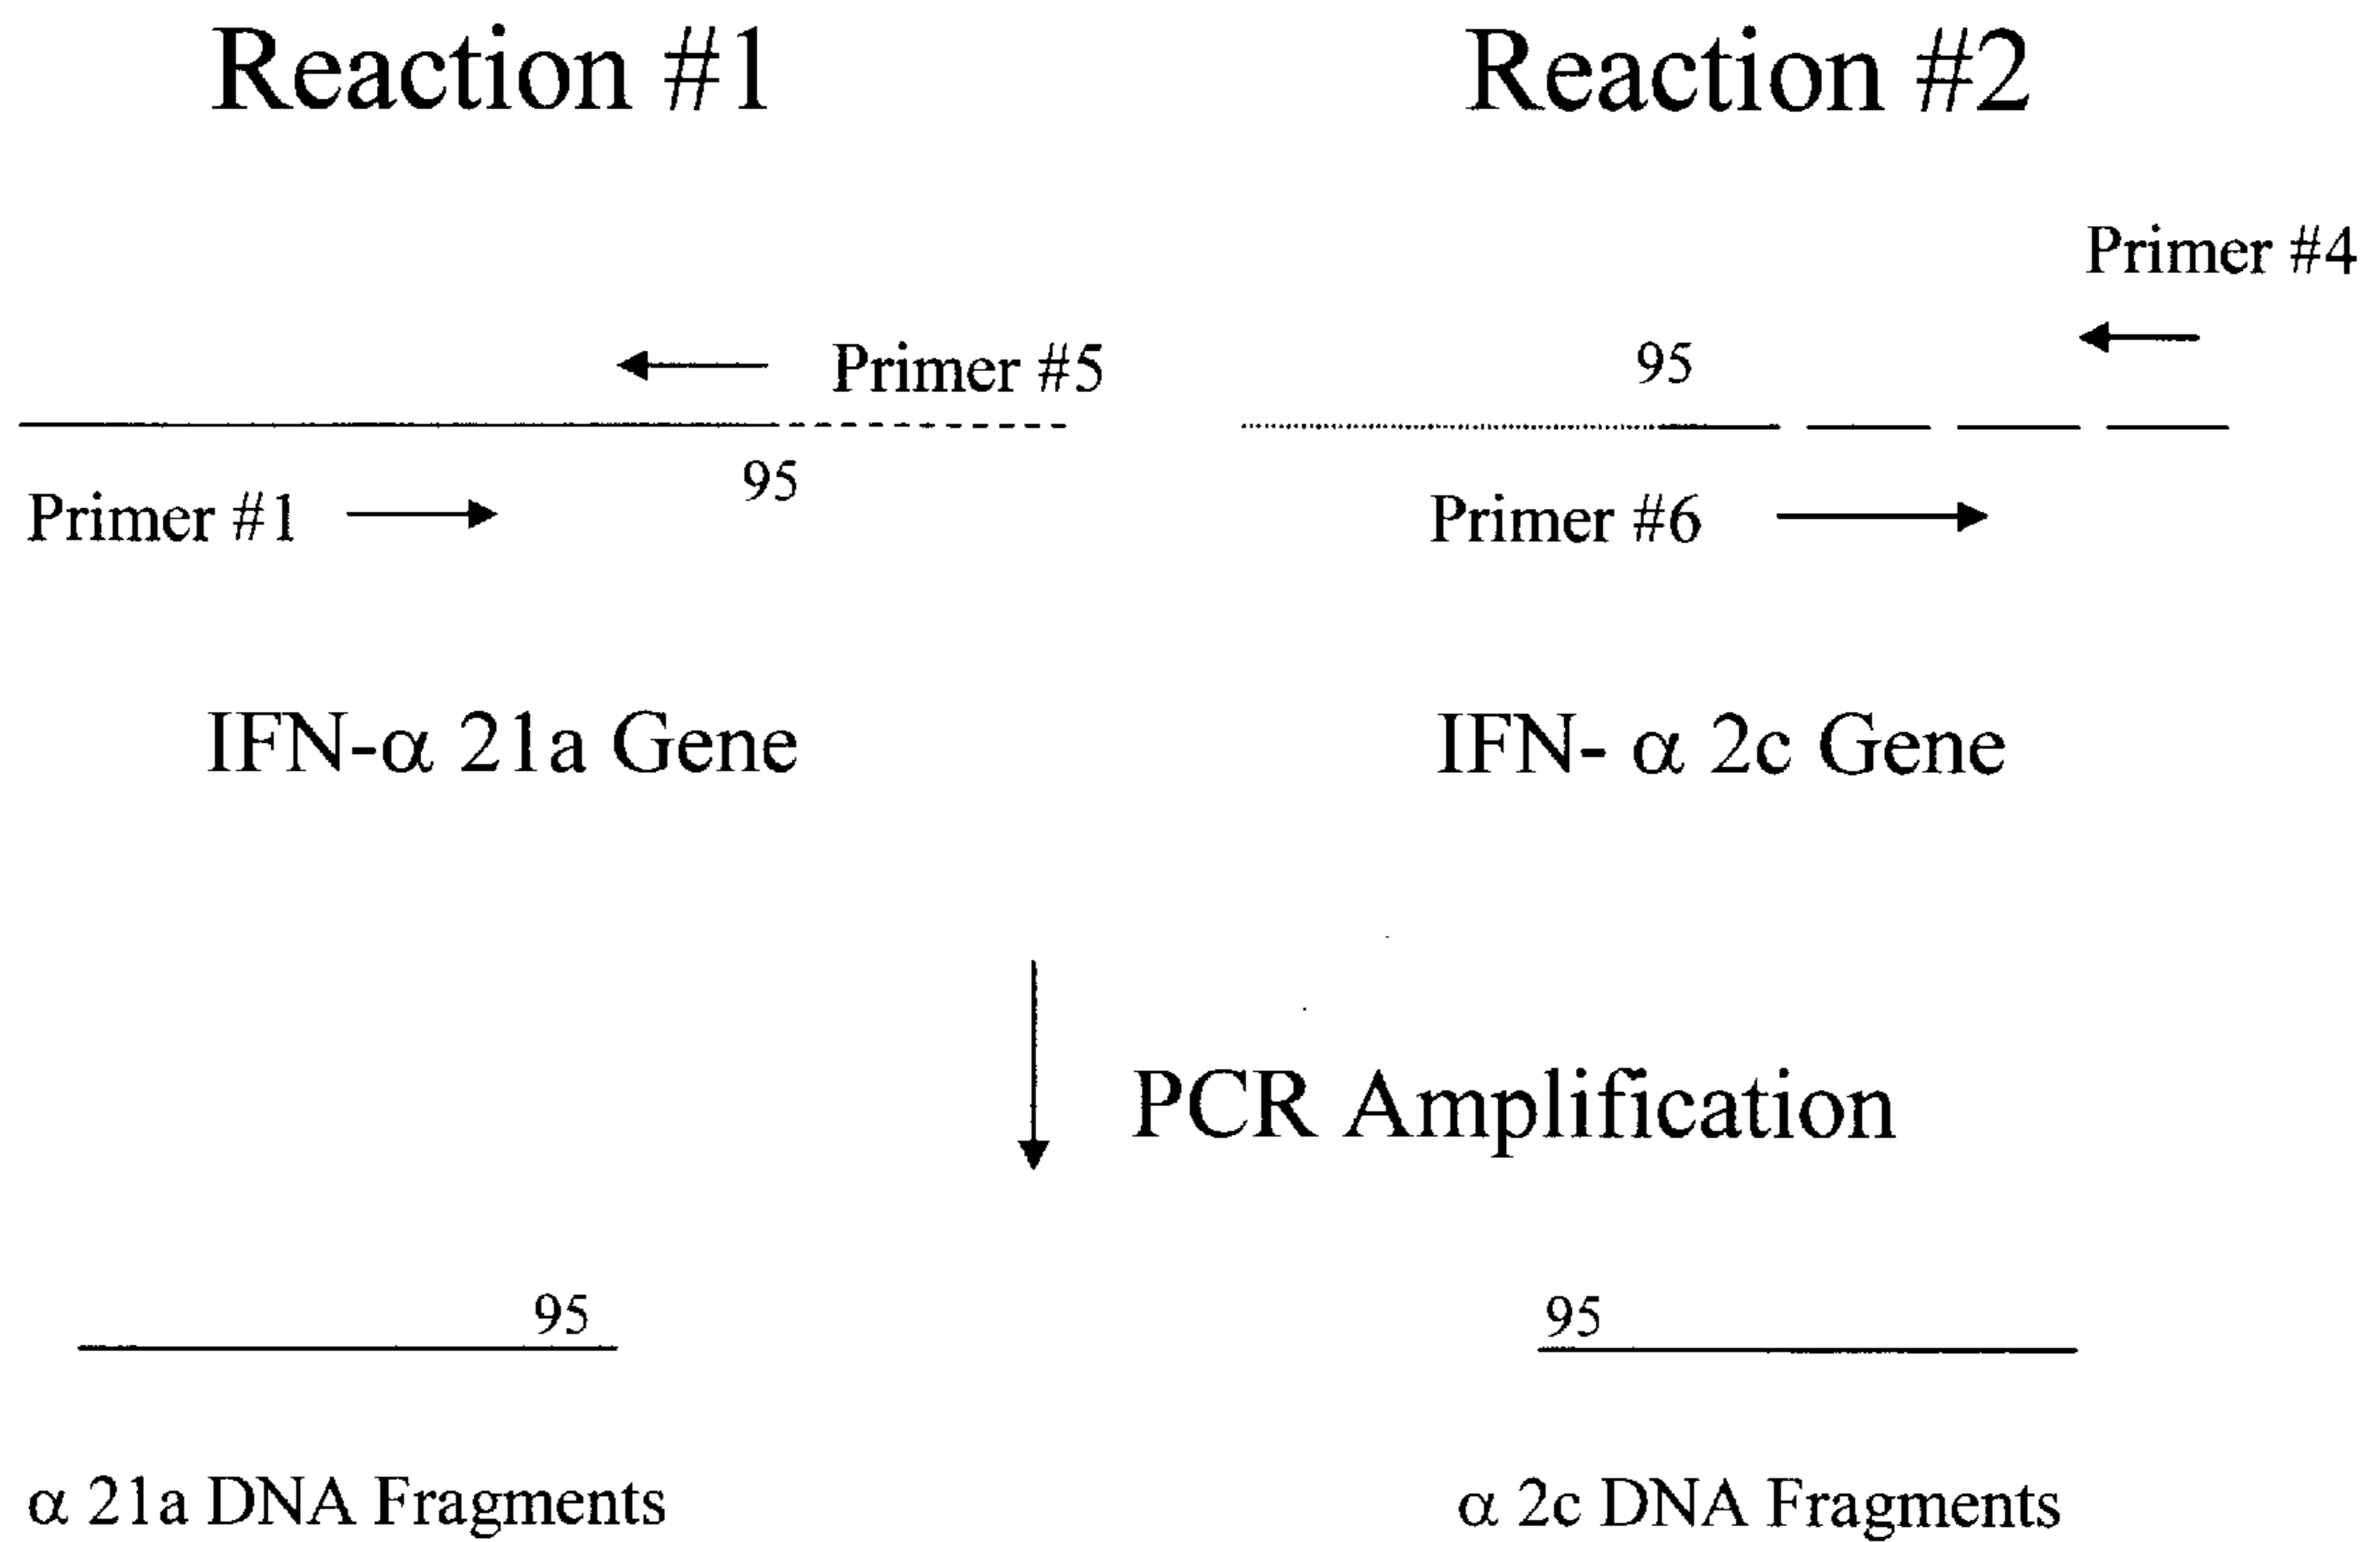 Reaction #1
Reaction #2
Primer #4
Primer #5
95
95
Primer #1
Primer #6
IFN-α 21a Gene
IFN- α 2c Gene
PCR Amplification
95
95
α 21a DNA Fragments
α 2c DNA Fragments